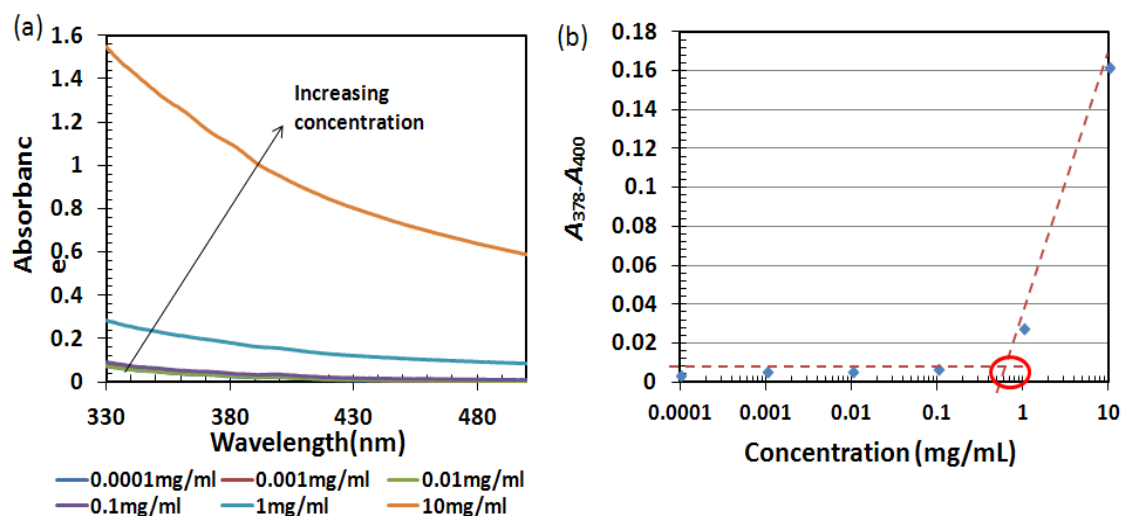 (a)
1.6
1.4
1.2
1
0.8
0.6
0.4
0.2
0
Absorbanc
e
Increasing
concentration
330 380 430 480
Wavelength(nm)
0.0001mg/ml 0.001mg/ml 0.01mg/ml
0.1mg/ml 1mg/ml 10mg/ml
(b)
0.18
0.16
0.14
0.12
0.1
0.08
0.06
0.04
0.02
0
A378-A400
0.0001 0.001 0.01 0.1 1 10
Concentration (mg/mL)